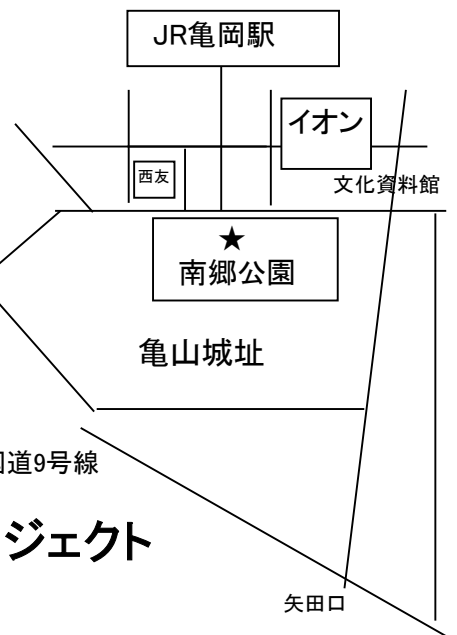 JR亀岡駅
イオン
西友
文化資料館
★
南郷公園
亀山城址
国道9号線
ジェクト
矢田口